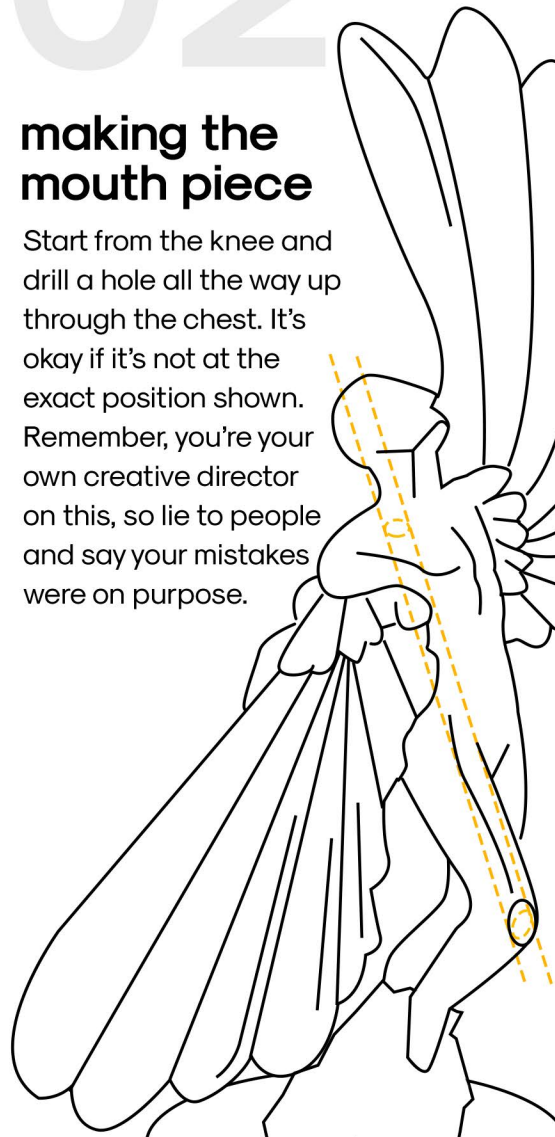 02
making the
mouth piece
Start from the knee and
drill a hole all the way up
through the chest. It's
okay if it's not at the
exact position shown.
Remember, you're your
own creative director
on this, so lie to people
and say your mistakes
were on purpose.